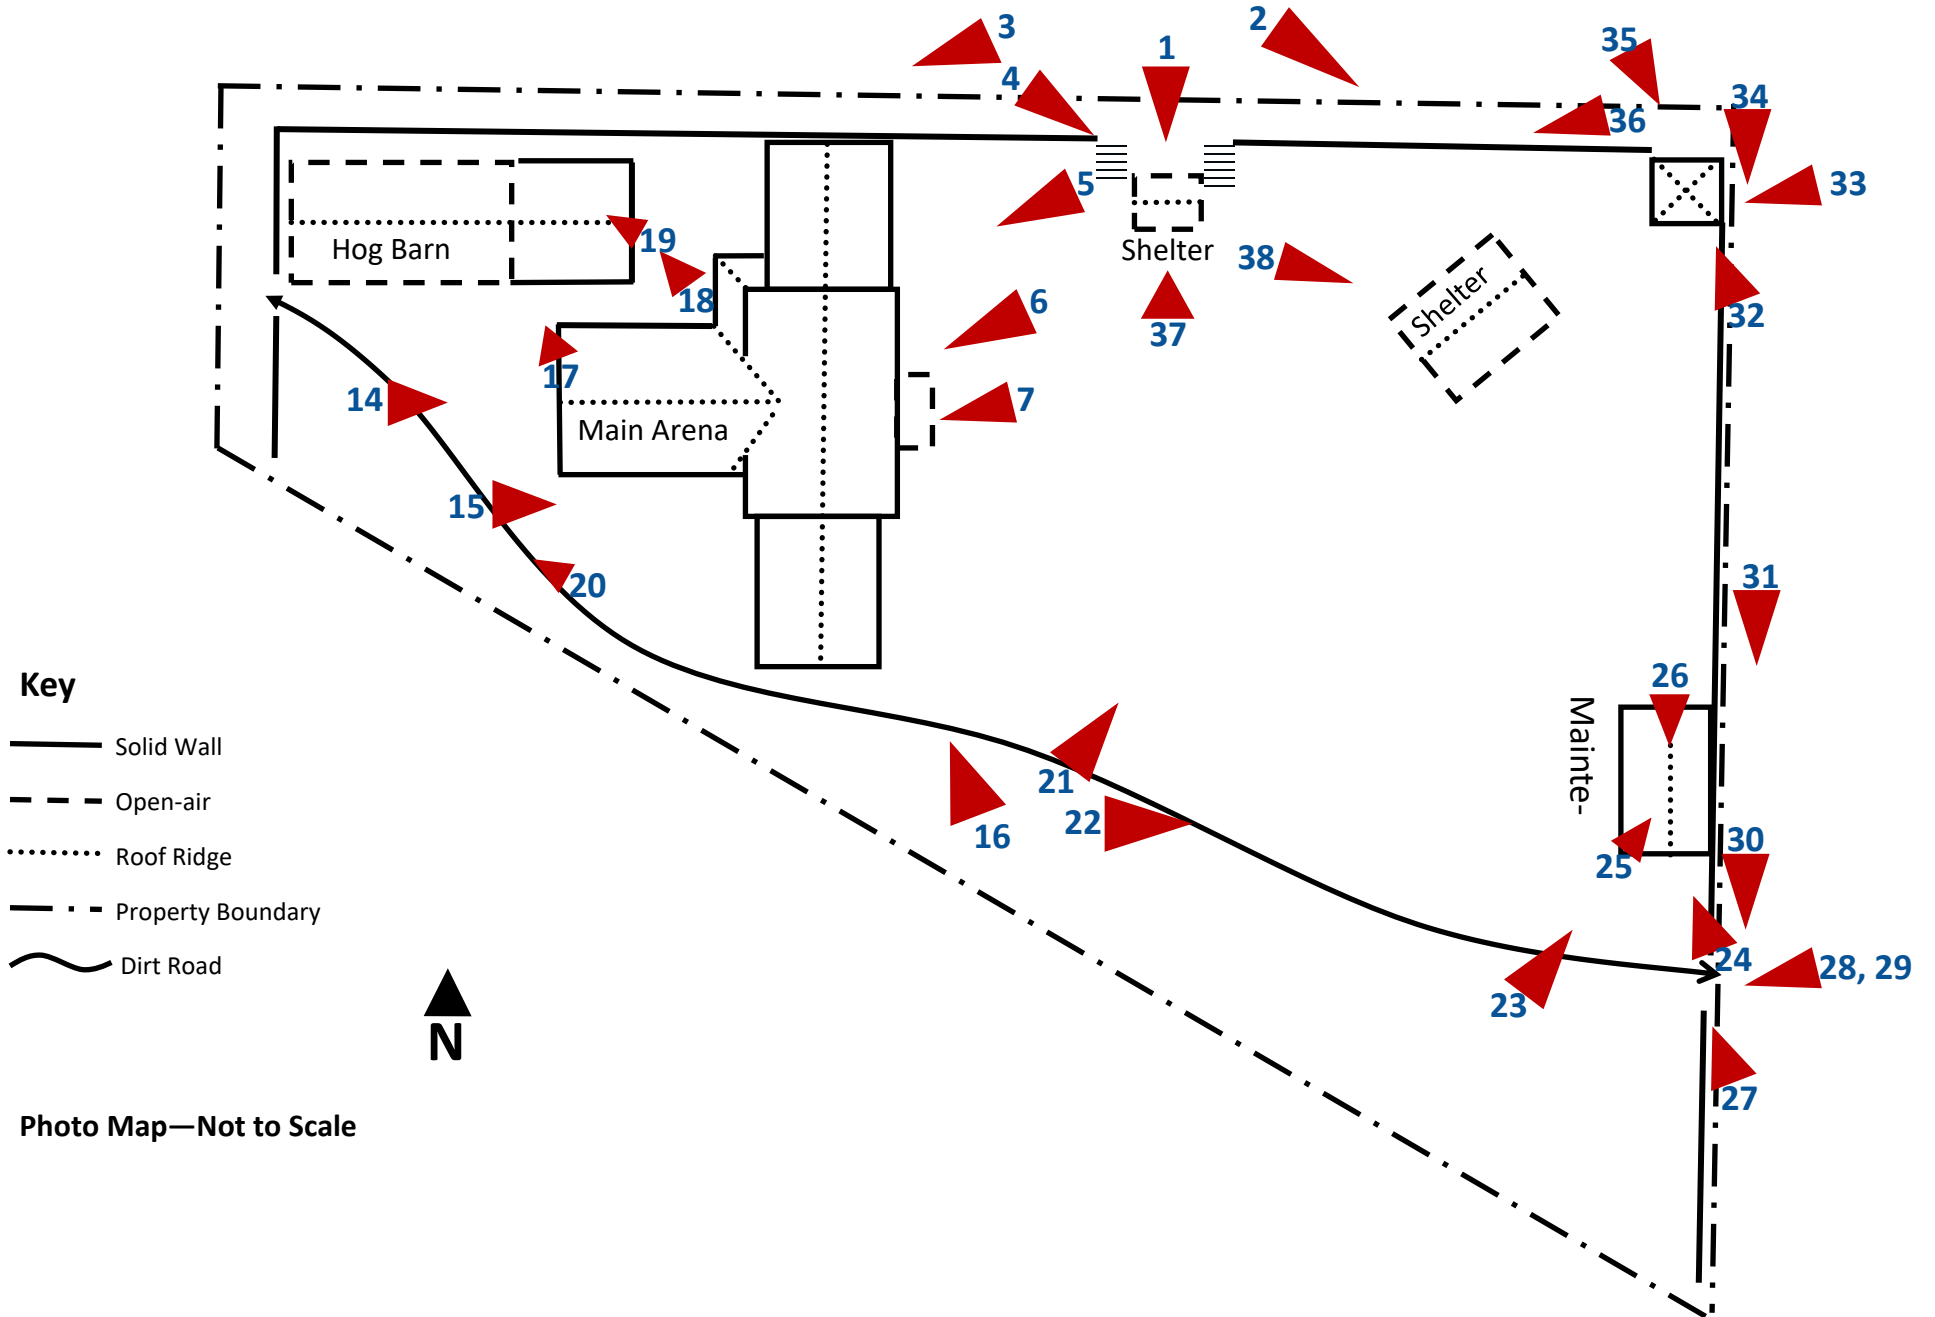 3
2
1
35
4
34
36
5
33
19
Hog Barn
Shelter
38
18
6
Shelter
32
37
17
14
7
Main Arena
15
31
20
Key
26
Solid Wall
Mainte-
21
Open-air
22
16
30
Roof Ridge
25
Property Boundary
24
28, 29
Dirt Road
23
N
27
Photo Map—Not to Scale